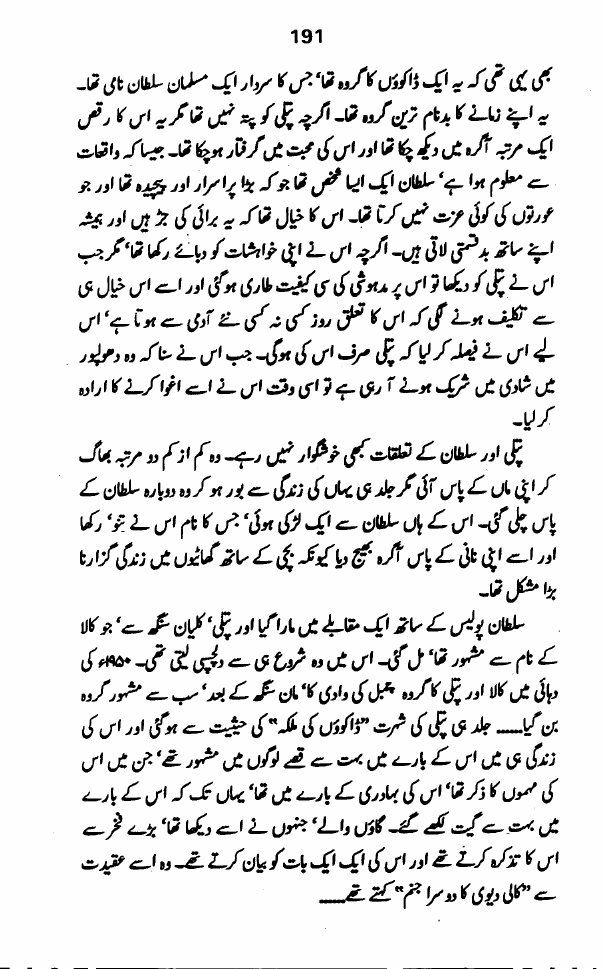 191
بھی یہی تھی کہ یہ ایک ڈاکوؤں کا گروہ تھا‘ جس کا سردار ایک مسلمان سلطان نامی تھا۔
یہ اپنے زمانے کا بدنام ترین گروہ تھا۔ اگرچہ پتلی کو پتہ نہیں تھا مگر یہ اس کا رقص
ایک مرتبہ آگرہ میں دیکھ چکا تھا اور اس کی محبت میں گرفتار ہو چکا تھا۔ جیسا کہ واقعات
سے معلوم ہوا ہے‘ سلطان ایک ایسا شخص تھا جو کہ بڑا پراسرار اور پیچیدہ تھا اور جو
عورتوں کی کوئی عزت نہیں کرتا تھا۔ اس کا خیال تھا کہ یہ برائی کی جڑ ہیں اور ہمیشہ
اپنے ساتھ بدقسمتی لاتی ہیں۔ اگرچہ اس نے اپنی خواہشات کو دبائے رکھا تھا‘ مگر جب
اس نے پتلی کو دیکھا تو اس پر مدہوشی کی سی کیفیت طاری ہو گئی اور اسے اس خیال ہی
سے تکلیف ہونے لگی کہ اس کا تعلق روز کسی نہ کسی نئے آدمی سے ہوتا ہے‘ اس
لیے اس نے فیصلہ کر لیا کہ پتلی صرف اس کی ہو گی۔ جب اس نے سنا کہ وہ دھولپور
میں شادی میں شریک ہونے آ رہی ہے تو اسی وقت اس نے اسے اغوا کرنے کا ارادہ
کر لیا۔
پتلی اور سلطان کے تعلقات کبھی خوشگوار نہیں رہے۔ وہ کم از کم دو مرتبہ بھاگ
کر اپنی ماں کے پاس آئی مگر جلد ہی یہاں کی زندگی سے بور ہو کر وہ دوبارہ سلطان کے
پاس چلی گئی۔ اس کے ہاں سلطان سے ایک لڑکی ہوئی‘ جس کا نام اس نے تنو‘ رکھا
اور اسے اپنی نانی کے پاس آگرہ بھیج دیا کیونکہ بچی کے ساتھ گھاٹیوں میں زندگی گزارنا
بڑا مشکل تھا۔
سلطان پولیس کے ساتھ ایک مقابلے میں مارا گیا اور پتلی‘ کلیان سنگھ سے‘ جو کالا
کے نام سے مشہور تھا‘ مل گئی۔ اس میں وہ شروع ہی سے دلچسپی لیتی تھی۔ ۱۹۵۰ء کی
دہائی میں کالا اور پتلی کا گروہ چمبل کی وادی کا‘ مان سنگھ کے بعد‘ سب سے مشہور گروہ
بن گیا...... جلد ہی پتلی کی شہرت ”ڈاکوؤں کی ملکہ“ کی حیثیت سے ہو گئی اور اس کی
زندگی ہی میں اس کے بارے میں بہت سے قصے لوگوں میں مشہور تھے‘ جن میں اس
کی مہموں کا ذکر تھا‘ اس کی بہادری کے بارے میں تھا‘ یہاں تک کہ اس کے بارے
میں بہت سے گیت لکھے گئے۔ گاؤں والے‘ جنہوں نے اسے دیکھا تھا‘ بڑے فخر سے
اس کا تذکرہ کرتے تھے اور اس کی ایک ایک بات کو بیان کرتے تھے۔ وہ اسے عقیدت
سے ”کالی دیوی کا دوسرا جنم“ کہتے تھے......